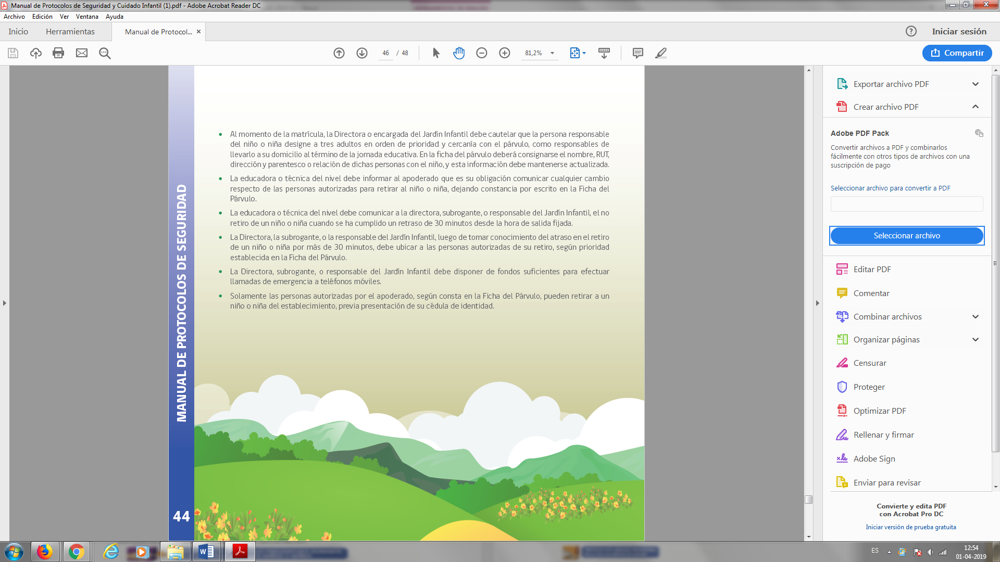 Manual de Protocolos de Seguridad y Cuidado Infantil (1).pdf - Adobe Acrobat Reader DC
Archivo Edición Ver Ventana Ayuda
Inicio Herramientas Manual de Protocol... ×
Iniciar sesión
46 / 48
81,2%
Compartir
MANUAL DE PROTOCOLOS DE SEGURIDAD
44
• Al momento de la matrícula, la Directora o encargada del Jardín Infantil debe cautelar que la persona responsable
del niño o niña designe a tres adultos en orden de prioridad y cercanía con el párvulo, como responsables de
llevarlo a su domicilio al término de la jornada educativa. En la ficha del párvulo deberá consignarse el nombre, RUT,
dirección y parentesco o relación de dichas personas con el niño, y esta información debe mantenerse actualizada.
• La educadora o técnica del nivel debe informar al apoderado que es su obligación comunicar cualquier cambio
respecto de las personas autorizadas para retirar al niño o niña, dejando constancia por escrito en la Ficha del
Párvulo.
• La educadora o técnica del nivel debe comunicar a la directora, subrogante, o responsable del Jardín Infantil, el no
retiro de un niño o niña cuando se ha cumplido un retraso de 30 minutos desde la hora de salida fijada.
• La Directora, la subrogante, o la responsable del Jardín Infantil, luego de tomar conocimiento del atraso en el retiro
de un niño o niña por más de 30 minutos, debe ubicar a las personas autorizadas de su retiro, según prioridad
establecida en la Ficha del Párvulo.
• La Directora, subrogante, o responsable del Jardín Infantil debe disponer de fondos suficientes para efectuar
llamadas de emergencia a teléfonos móviles.
• Solamente las personas autorizadas por el apoderado, según consta en la Ficha del Párvulo, pueden retirar a un
niño o niña del establecimiento, previa presentación de su cédula de identidad.
Exportar archivo PDF
Crear archivo PDF
Adobe PDF Pack
Convertir archivos a PDF y combinarlos
fácilmente con otros tipos de archivos con una
suscripción de pago
Seleccionar archivo para convertir a PDF
Seleccionar archivo
Editar PDF
Comentar
Combinar archivos
Organizar páginas
Censurar
Proteger
Optimizar PDF
Rellenar y firmar
Adobe Sign
Enviar para revisar
Convierte y edita PDF
con Acrobat Pro DC
Iniciar versión de prueba gratuita
ES
12:54
01-04-2019